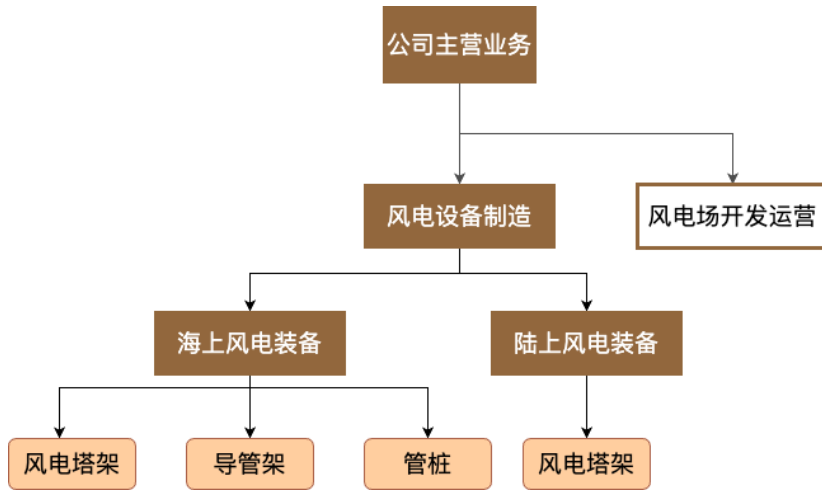 公司主营业务
风电设备制造
风电场开发运营
海上风电装备
陆上风电装备
风电塔架
导管架
管桩
风电塔架